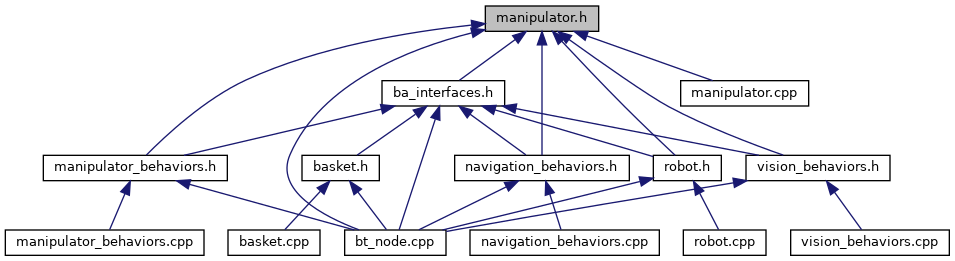 manipulator.h
ba_interfaces.h
manipulator.cpp
manipulator_behaviors.h
basket.h
navigation_behaviors.h
robot.h
vision_behaviors.h
manipulator_behaviors.cpp
basket.cpp
bt_node.cpp
navigation_behaviors.cpp
robot.cpp
vision_behaviors.cpp